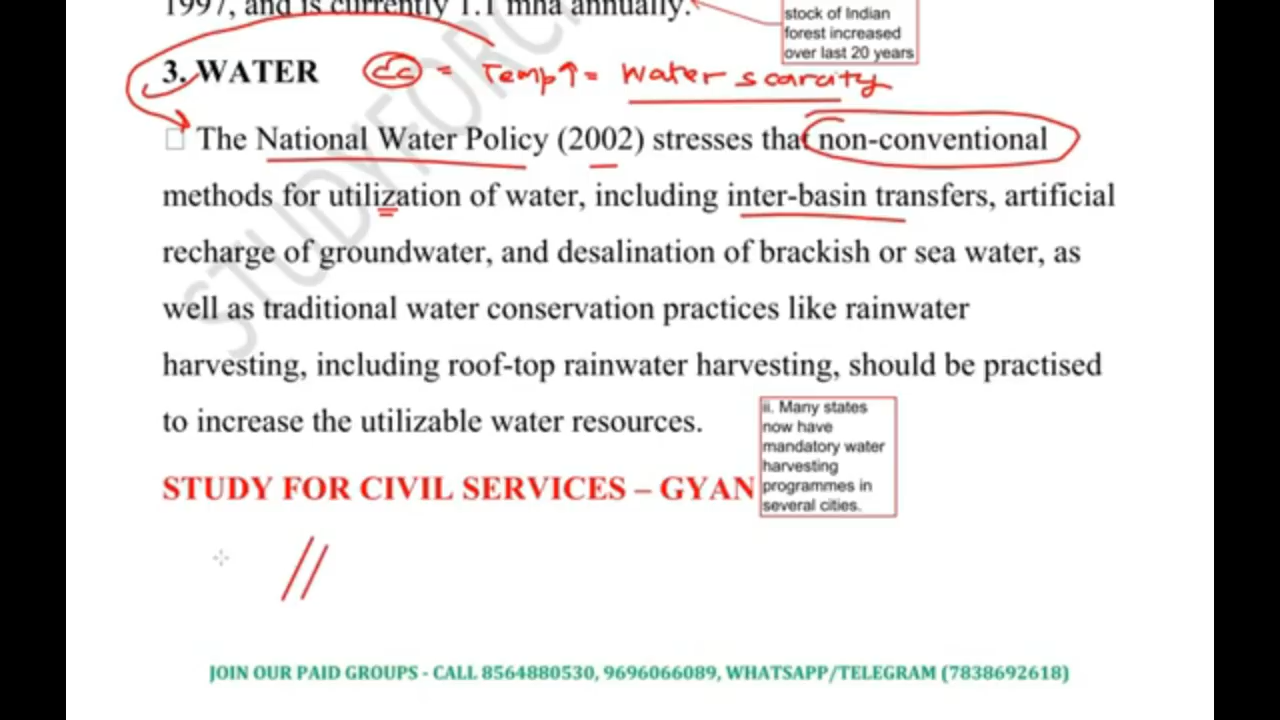 1997, and is currently 1.1 mha annually.
stock of Indian
forest increased
over last 20 years
3. WATER CC = Temp↑ = water scarcity
The National Water Policy (2002) stresses that non-conventional
methods for utilization of water, including inter-basin transfers, artificial
recharge of groundwater, and desalination of brackish or sea water, as
well as traditional water conservation practices like rainwater
harvesting, including roof-top rainwater harvesting, should be practised
to increase the utilizable water resources.
ii. Many states
now have
mandatory water
harvesting
programmes in
several cities.
STUDY FOR CIVIL SERVICES – GYAN
JOIN OUR PAID GROUPS - CALL 8564880530, 9696066089, WHATSAPP/TELEGRAM (7838692618)